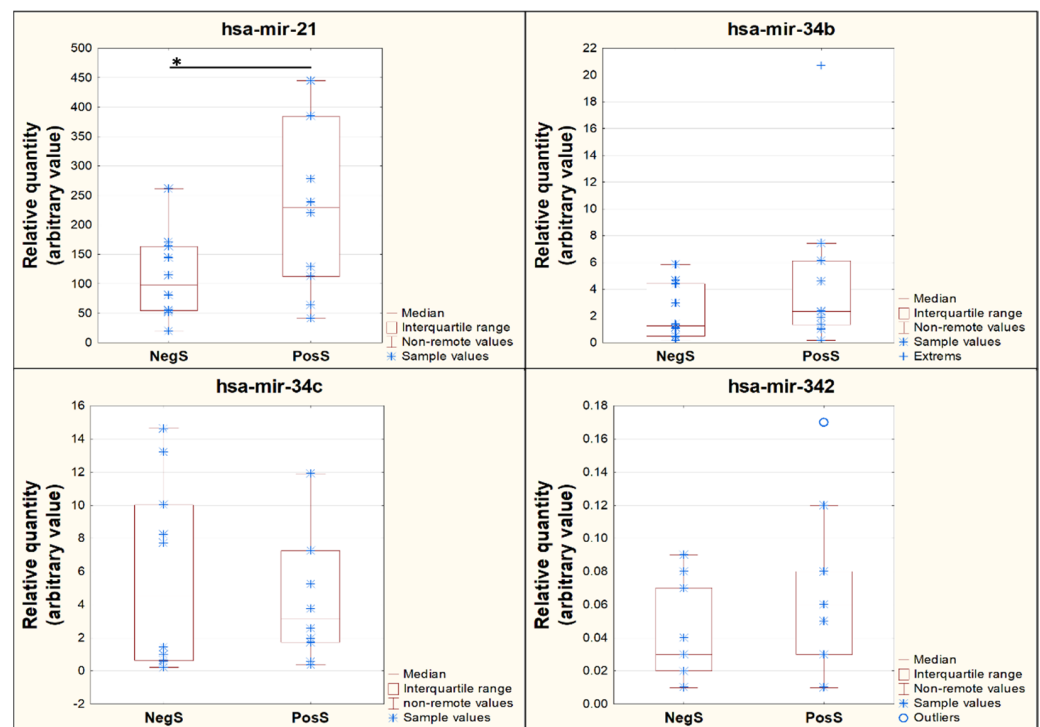 hsa-mir-21
Relative quantity
(arbitrary value)
500
450
400
350
300
250
200
150
100
50
0
*
NegS
PosS
Median
Interquartile range
Non-remote values
Sample values
hsa-mir-34b
Relative quantity
(arbitrary value)
22
20
18
16
14
12
10
8
6
4
2
0
NegS
PosS
Median
Interquartile range
Non-remote values
Sample values
Extrems
hsa-mir-34c
Relative quantity
(arbitrary value)
16
14
12
10
8
6
4
2
0
-2
NegS
PosS
Median
Interquartile range
non-remote values
Sample values
hsa-mir-342
Relative quantity
(arbitrary value)
0.18
0.16
0.14
0.12
0.10
0.08
0.06
0.04
0.02
0.00
NegS
PosS
Median
Interquartile range
Non-remote values
Sample values
Outliers